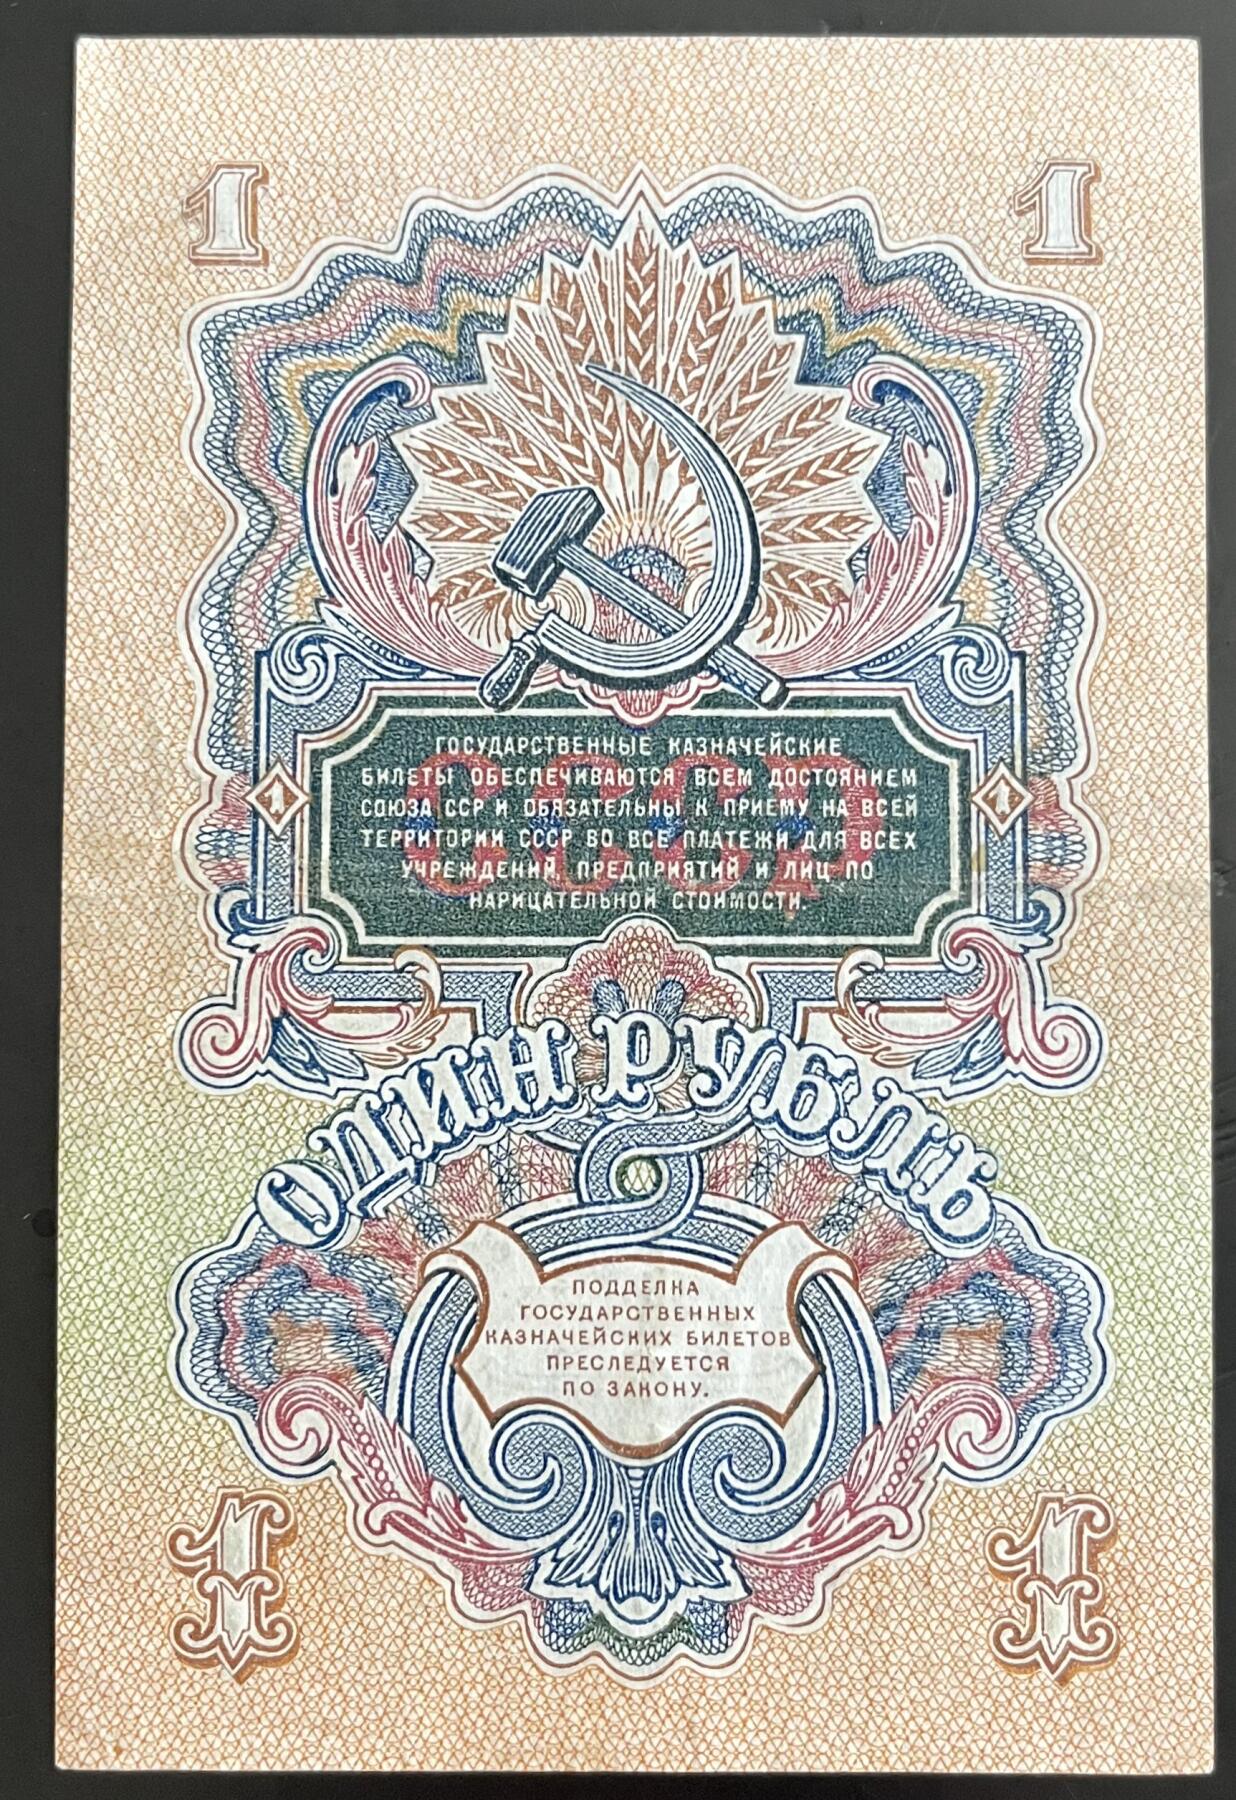 1 1
ГОСУДАРСТВЕННЫЕ КАЗНАЧЕЙСКИЕ
БИЛЕТЫ ОБЕСПЕЧИВАЮТСЯ ВСЕМ ДОСТОЯНИЕМ
СОЮЗА ССР И ОБЯЗАТЕЛЬНЫ К ПРИЕМУ НА ВСЕЙ
1 1
СССР
ТЕРРИТОРИИ СССР ВО ВСЕ ПЛАТЕЖИ ДЛЯ ВСЕХ
УЧРЕЖДЕНИЙ, ПРЕДПРИЯТИЙ И ЛИЦ ПО
НАРИЦАТЕЛЬНОЙ СТОИМОСТИ.
ОДИН РУБЛЬ
ПОДДЕЛКА
ГОСУДАРСТВЕННЫХ
КАЗНАЧЕЙСКИХ БИЛЕТОВ
ПРЕСЛЕДУЕТСЯ
ПО ЗАКОНУ.
1 1